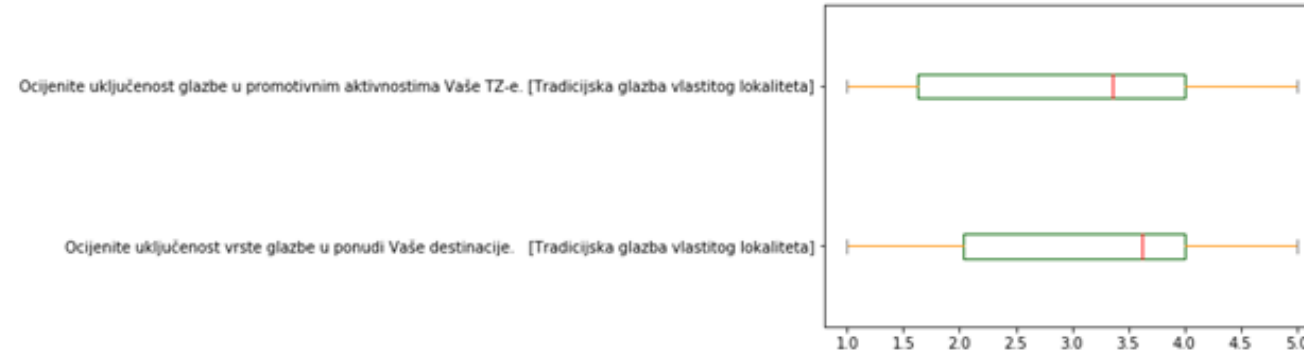 Ocijenite uključenost glazbe u promotivnim aktivnostima Vaše TZ-e. [Tradicijska glazba vlastitog lokaliteta]
Ocijenite uključenost vrste glazbe u ponudi Vaše destinacije. [Tradicijska glazba vlastitog lokaliteta]
1.0 1.5 2.0 2.5 3.0 3.5 4.0 4.5 5.0